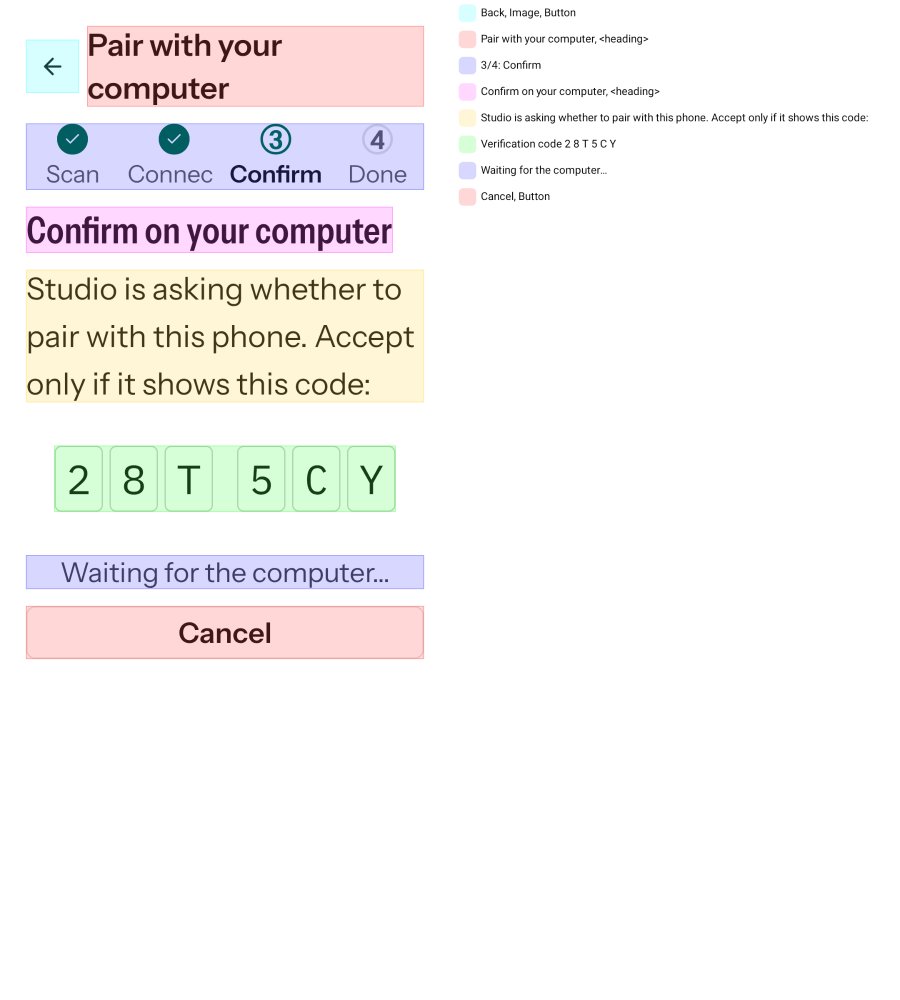 Pair with your
computer
3 4
Scan Connec Confirm Done
Confirm on your computer
Studio is asking whether to
pair with this phone. Accept
only if it shows this code:
2 8 T 5 C Y
Waiting for the computer...
Cancel
Back, Image, Button
Pair with your computer, <heading>
3/4: Confirm
Confirm on your computer, <heading>
Studio is asking whether to pair with this phone. Accept only if it shows this code:
Verification code 2 8 T 5 C Y
Waiting for the computer...
Cancel, Button